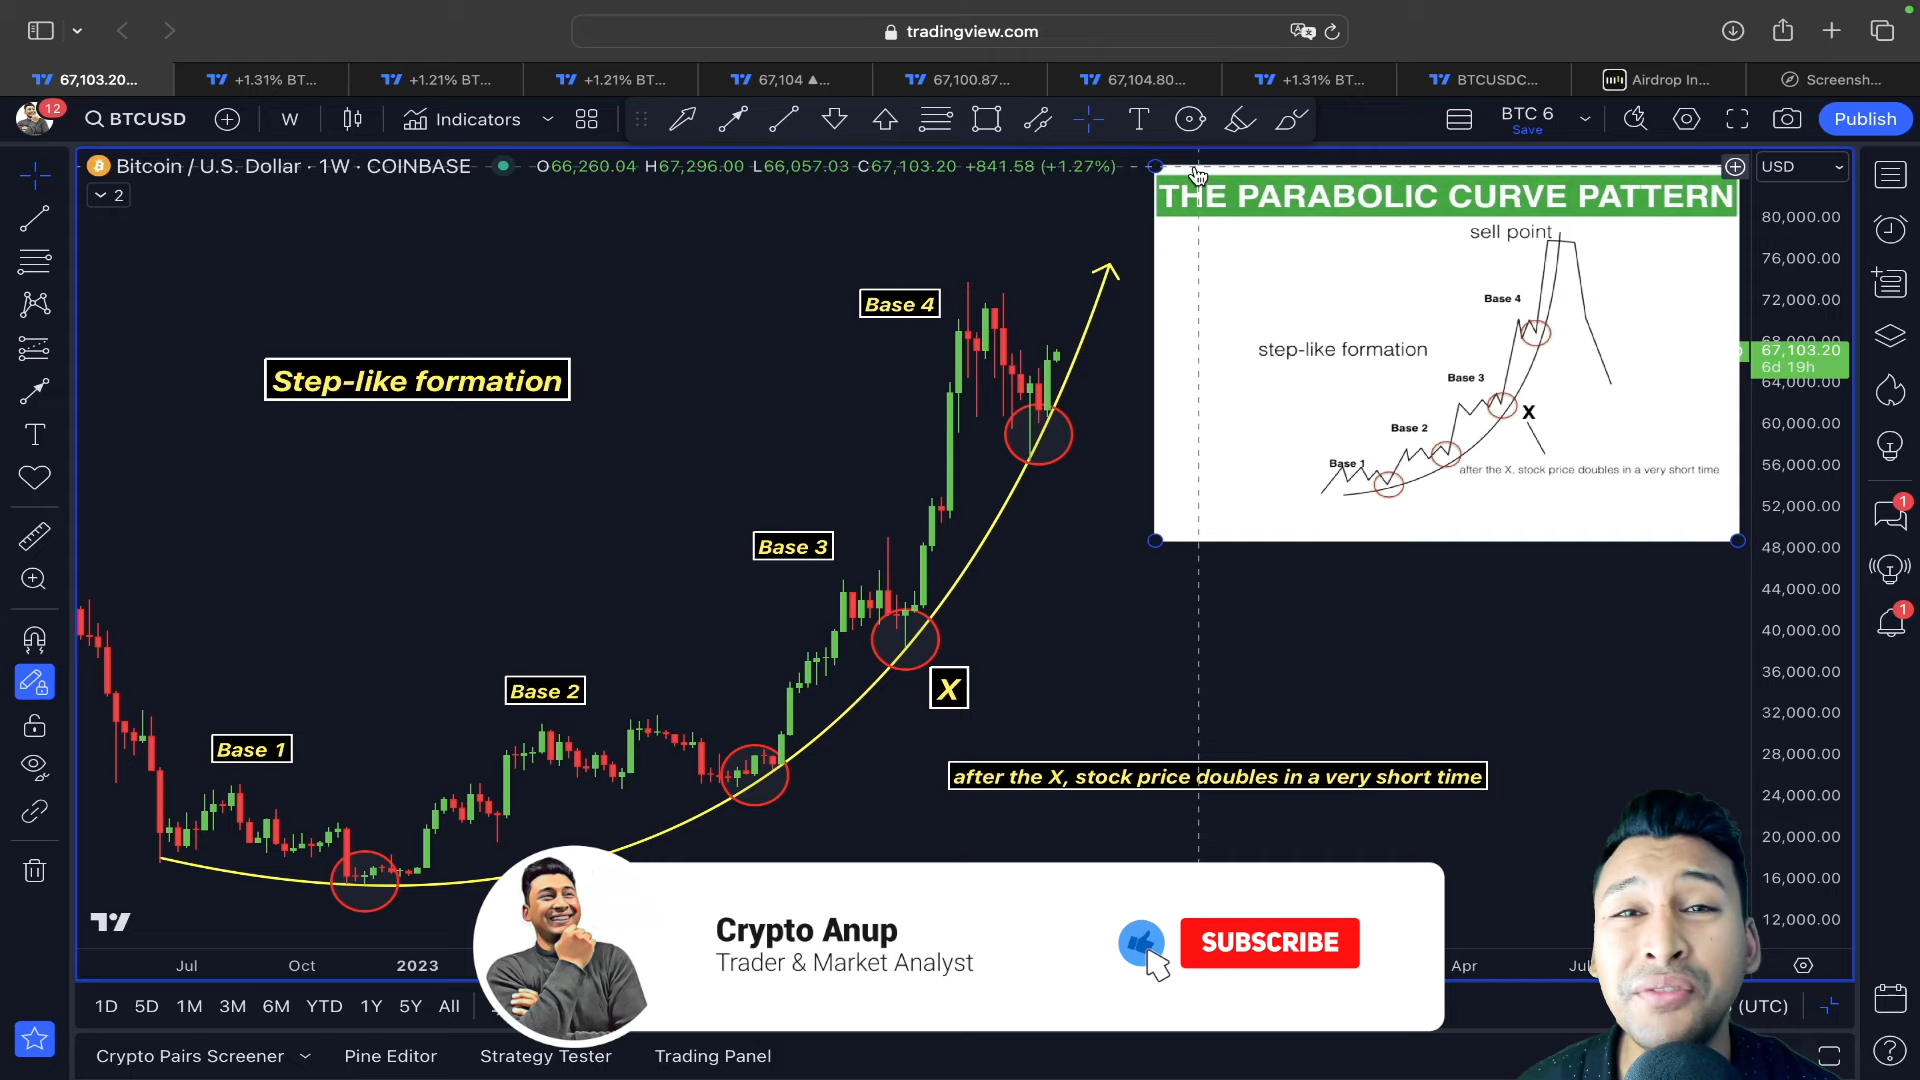 tradingview.com
67,103.20...
+1.31% BT...
+1.21% BT...
+1.21% BT...
67,104 ▲...
67,100.87...
67,104.80...
+1.31% BT...
BTCUSDC...
Airdrop In...
Screensh...
12
BTCUSD
W
Indicators
BTC 6
Save
Publish
Bitcoin / U.S. Dollar · 1W · COINBASE
O66,260.04 H67,296.00 L66,057.03 C67,103.20 +841.58 (+1.27%)
USD
2
THE PARABOLIC CURVE PATTERN
sell point
Base 4
step-like formation
Base 3
X
Base 2
Base 1
after the X, stock price doubles in a very short time
80,000.00
76,000.00
72,000.00
68,000.00
67,103.20
6d 19h
64,000.00
60,000.00
56,000.00
52,000.00
48,000.00
44,000.00
40,000.00
36,000.00
32,000.00
28,000.00
24,000.00
20,000.00
16,000.00
12,000.00
Base 4
Step-like formation
Base 3
X
Base 2
Base 1
after the X, stock price doubles in a very short time
1
1
Crypto Anup
Trader & Market Analyst
SUBSCRIBE
Jul
Oct
2023
Apr
Jul
1D 5D 1M 3M 6M YTD 1Y 5Y All
(UTC)
Crypto Pairs Screener
Pine Editor
Strategy Tester
Trading Panel